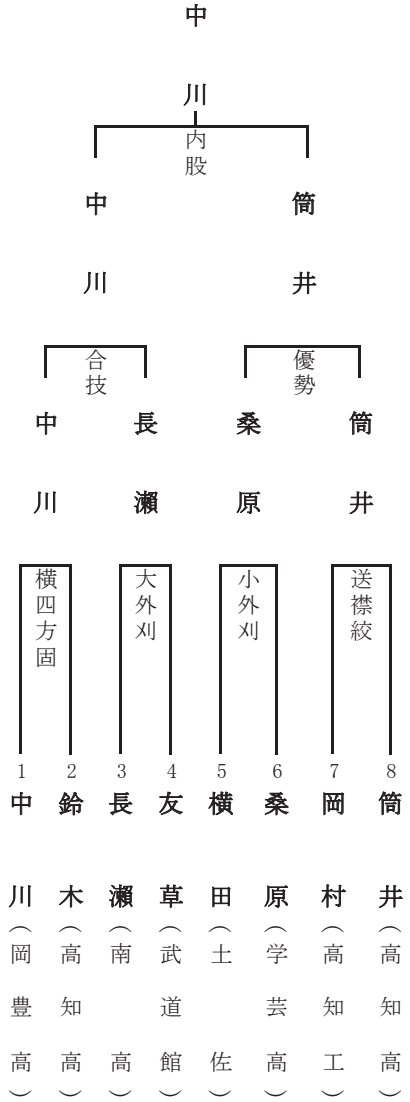 中川
内股
中川
筒井
合技
優勢
中川
長瀬
桑原
筒井
横四方固
大外刈
小外刈
送襟絞
1
2
3
4
5
6
7
8
中川（岡豊高）
鈴木（高知高）
長瀬（南高）
友草（武道館）
横田（土佐）
桑原（学芸高）
岡村（高知工）
筒井（高知高）